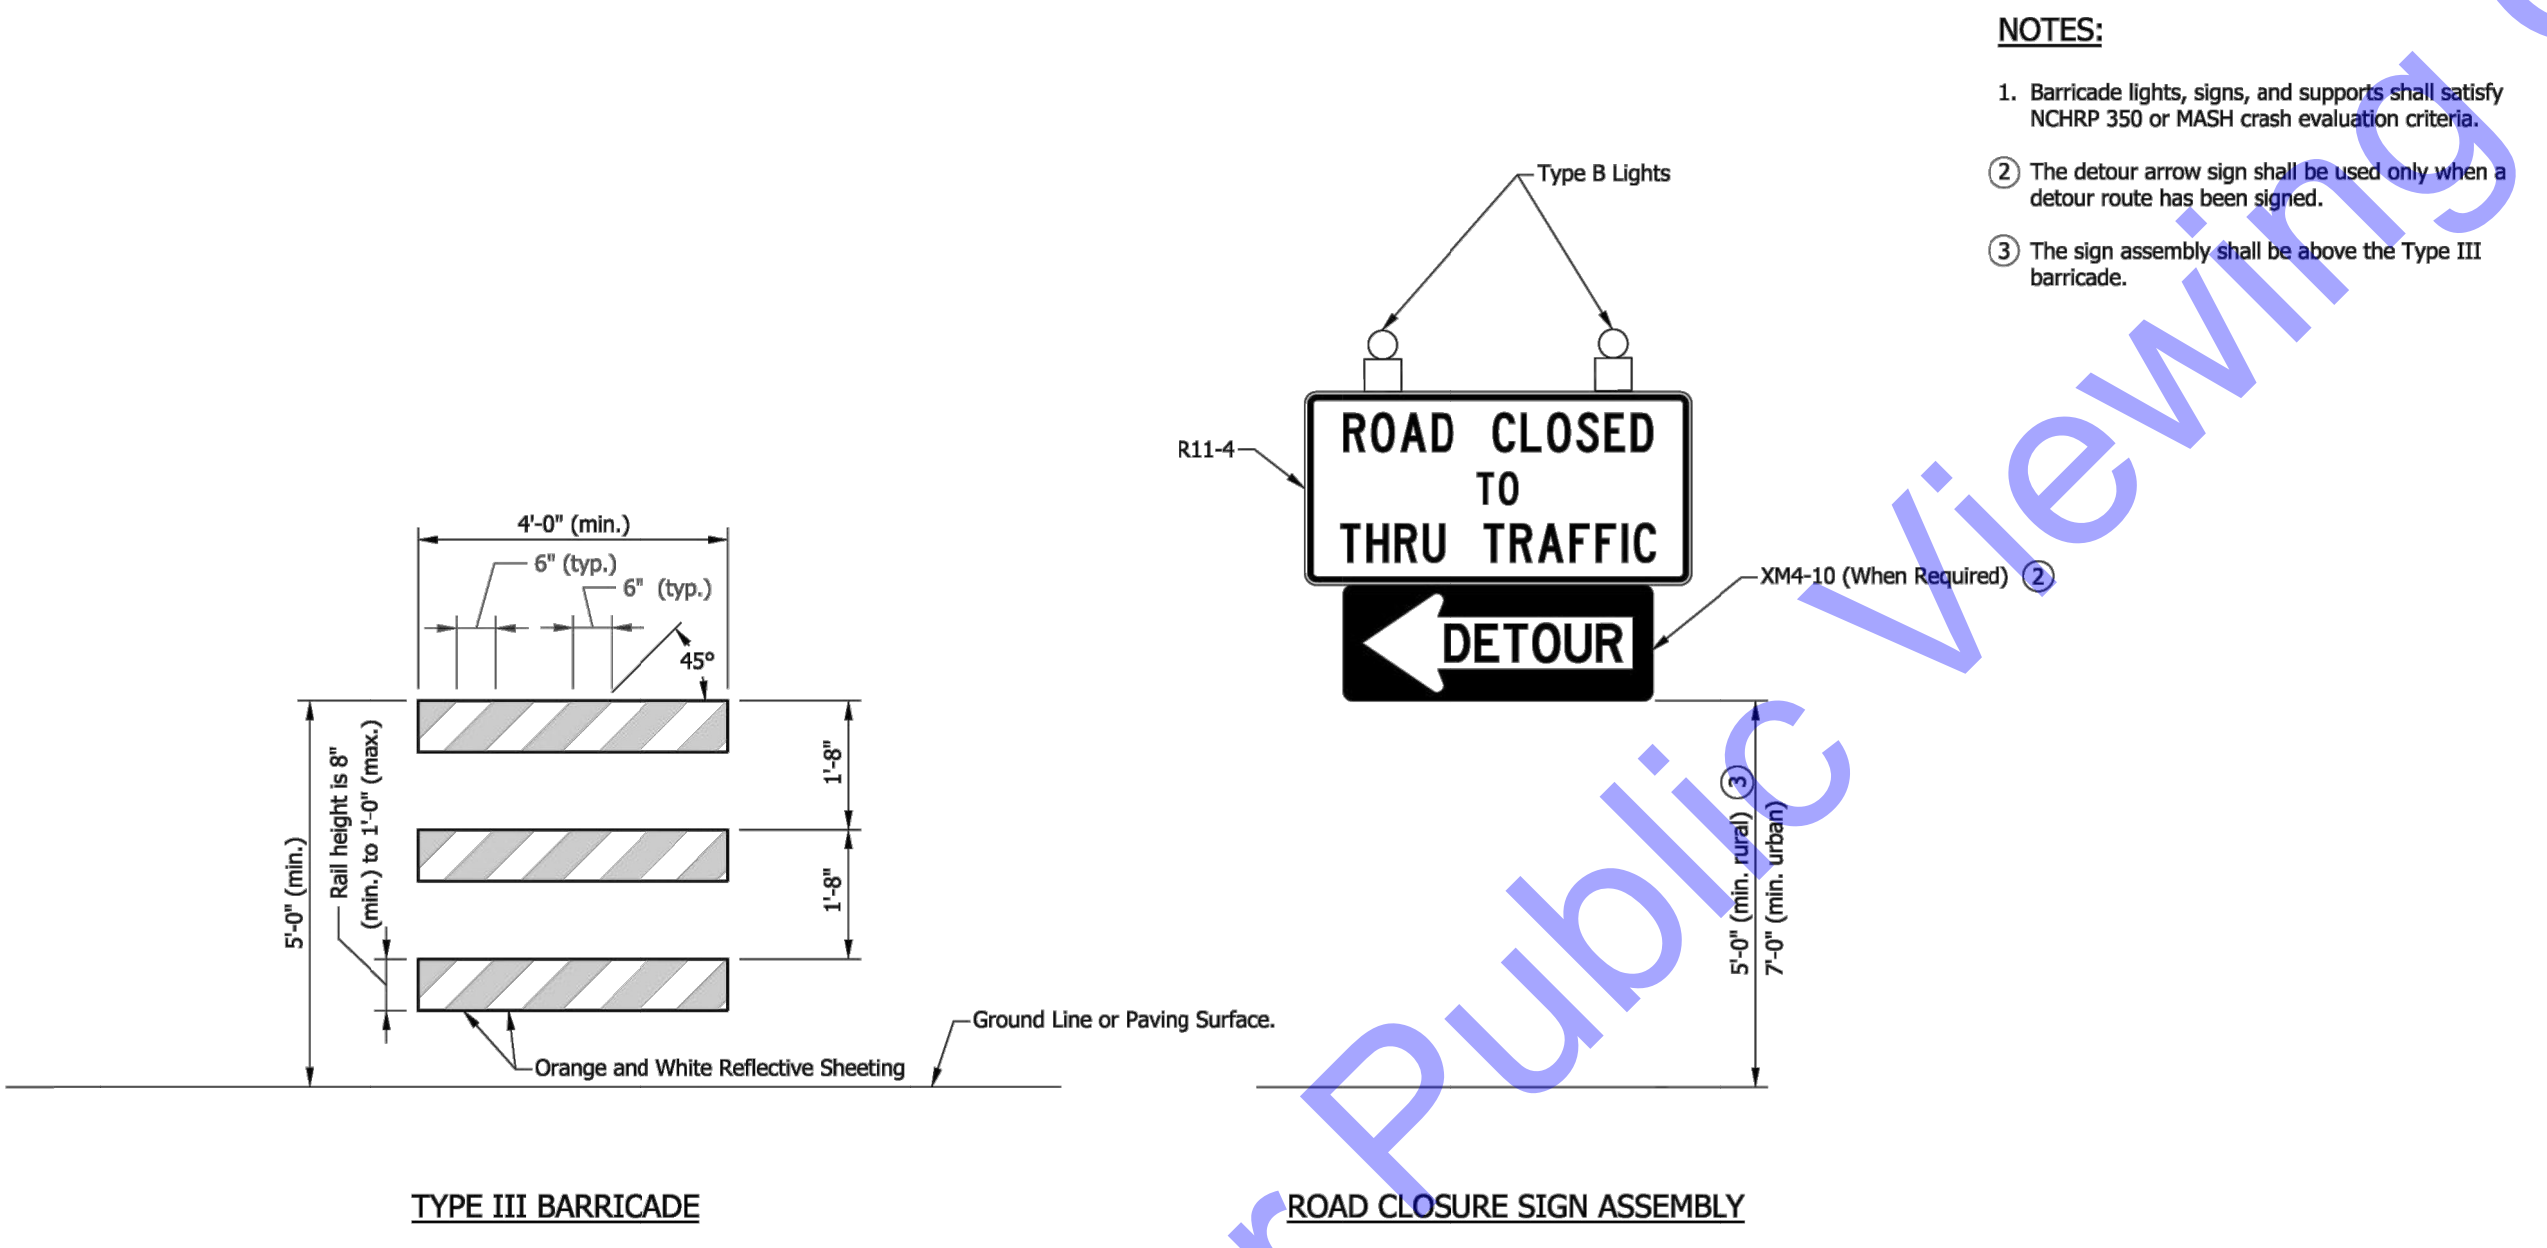 NOTES:
1. Barricade lights, signs, and supports shall satisfy
NCHRP 350 or MASH crash evaluation criteria.
2 The detour arrow sign shall be used only when a
detour route has been signed.
3 The sign assembly shall be above the Type III
barricade.
Type B Lights
R11-4
ROAD CLOSED
TO
THRU TRAFFIC
XM4-10 (When Required) 2
DETOUR
5'-0" (min. rural) 3
7'-0" (min. urban)
4'-0" (min.)
6" (typ.)
6" (typ.)
45°
5'-0" (min.)
Rail height is 8"
(min.) to 1'-0" (max.)
1'-8"
1'-8"
Orange and White Reflective Sheeting
Ground Line or Paving Surface.
TYPE III BARRICADE
ROAD CLOSURE SIGN ASSEMBLY
r Public Viewing